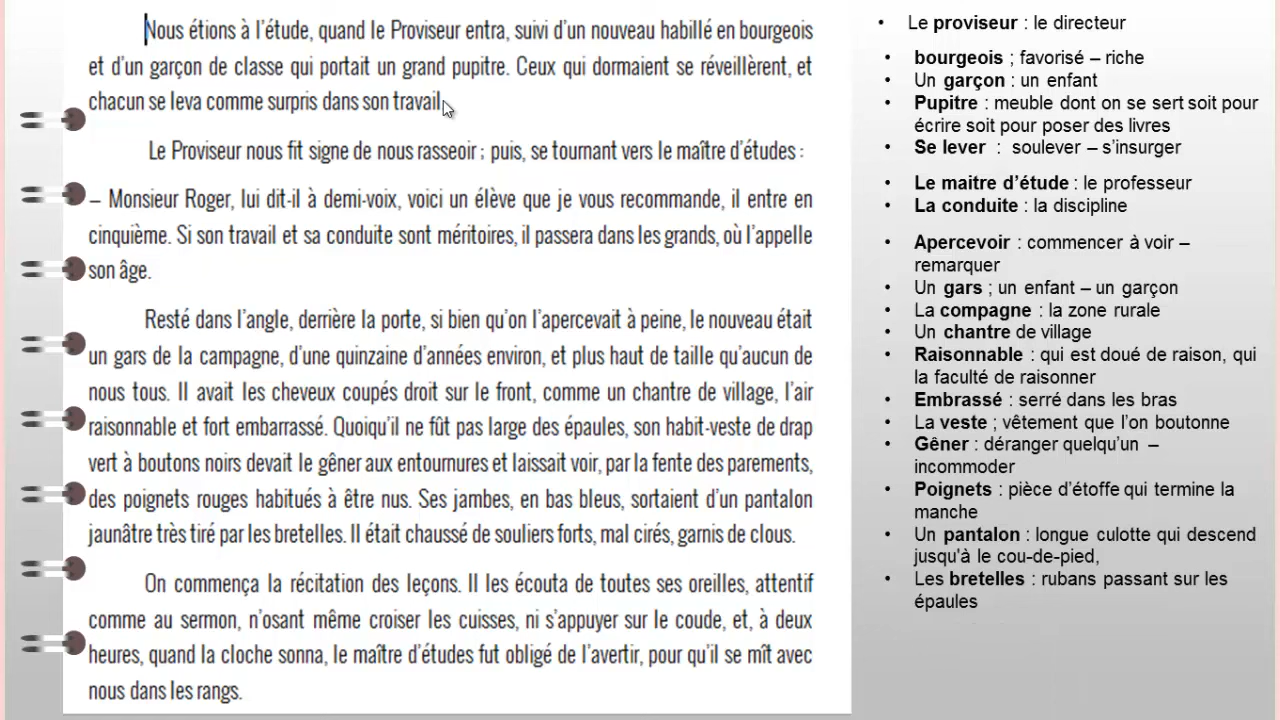 Nous étions à l'étude, quand le Proviseur entra, suivi d'un nouveau habillé en bourgeois
et d'un garçon de classe qui portait un grand pupitre. Ceux qui dormaient se réveillèrent, et
chacun se leva comme surpris dans son travail.
Le Proviseur nous fit signe de nous rasseoir ; puis, se tournant vers le maître d'études :
– Monsieur Roger, lui dit-il à demi-voix, voici un élève que je vous recommande, il entre en
cinquième. Si son travail et sa conduite sont méritoires, il passera dans les grands, où l'appelle
son âge.
Resté dans l'angle, derrière la porte, si bien qu'on l'apercevait à peine, le nouveau était
un gars de la campagne, d'une quinzaine d'années environ, et plus haut de taille qu'aucun de
nous tous. Il avait les cheveux coupés droit sur le front, comme un chantre de village, l'air
raisonnable et fort embarrassé. Quoiqu'il ne fût pas large des épaules, son habit-veste de drap
vert à boutons noirs devait le gêner aux entournures et laissait voir, par la fente des parements,
des poignets rouges habitués à être nus. Ses jambes, en bas bleus, sortaient d'un pantalon
jaunâtre très tiré par les bretelles. Il était chaussé de souliers forts, mal cirés, garnis de clous.
On commença la récitation des leçons. Il les écouta de toutes ses oreilles, attentif
comme au sermon, n'osant même croiser les cuisses, ni s'appuyer sur le coude, et, à deux
heures, quand la cloche sonna, le maître d'études fut obligé de l'avertir, pour qu'il se mît avec
nous dans les rangs.
• Le proviseur : le directeur
• bourgeois ; favorisé – riche
• Un garçon : un enfant
• Pupitre : meuble dont on se sert soit pour
écrire soit pour poser des livres
• Se lever : soulever – s'insurger
• Le maitre d'étude : le professeur
• La conduite : la discipline
• Apercevoir : commencer à voir –
remarquer
• Un gars ; un enfant – un garçon
• La compagne : la zone rurale
• Un chantre de village
• Raisonnable : qui est doué de raison, qui
la faculté de raisonner
• Embrassé : serré dans les bras
• La veste ; vêtement que l'on boutonne
• Gêner : déranger quelqu'un –
incommoder
• Poignets : pièce d'étoffe qui termine la
manche
• Un pantalon : longue culotte qui descend
jusqu'à le cou-de-pied,
• Les bretelles : rubans passant sur les
épaules